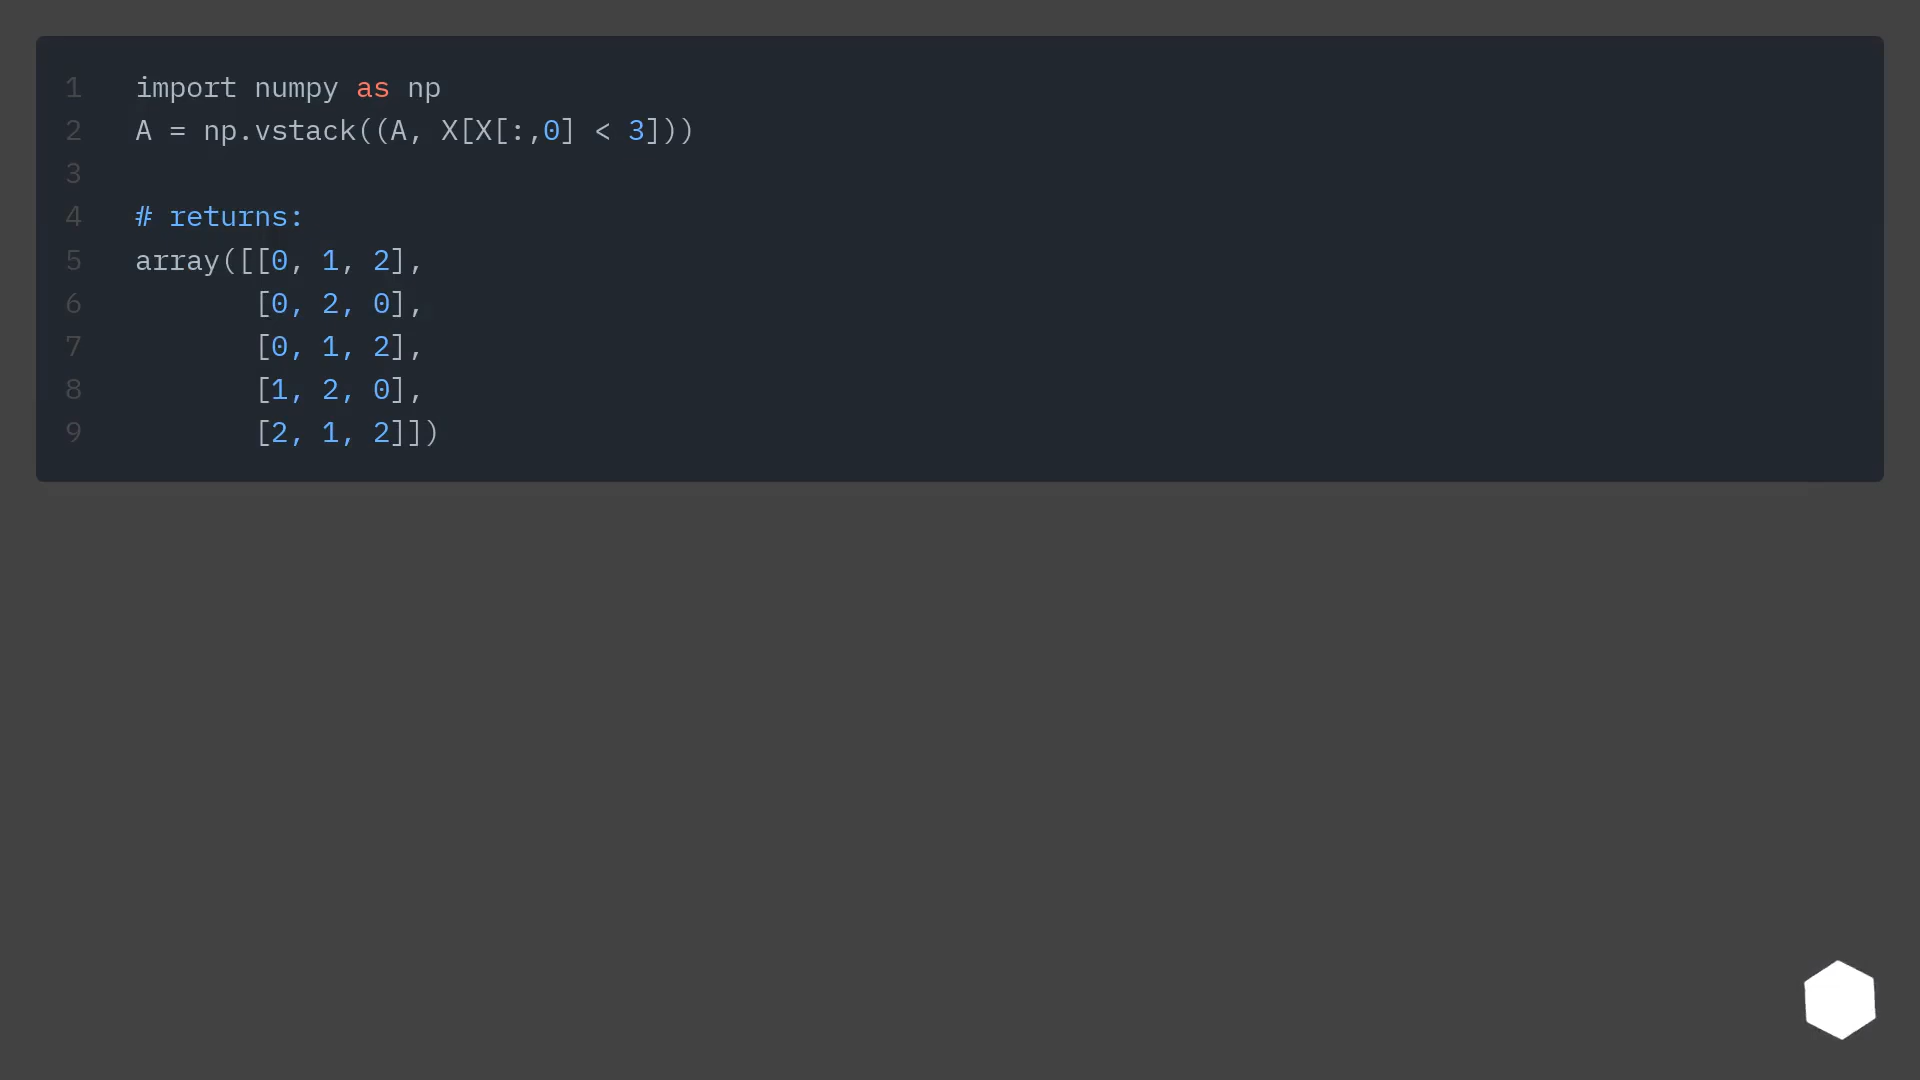 1 import numpy as np
2 A = np.vstack((A, X[X[:,0] < 3]))
3
4 # returns:
5 array([[0, 1, 2],
6        [0, 2, 0],
7        [0, 1, 2],
8        [1, 2, 0],
9        [2, 1, 2]])